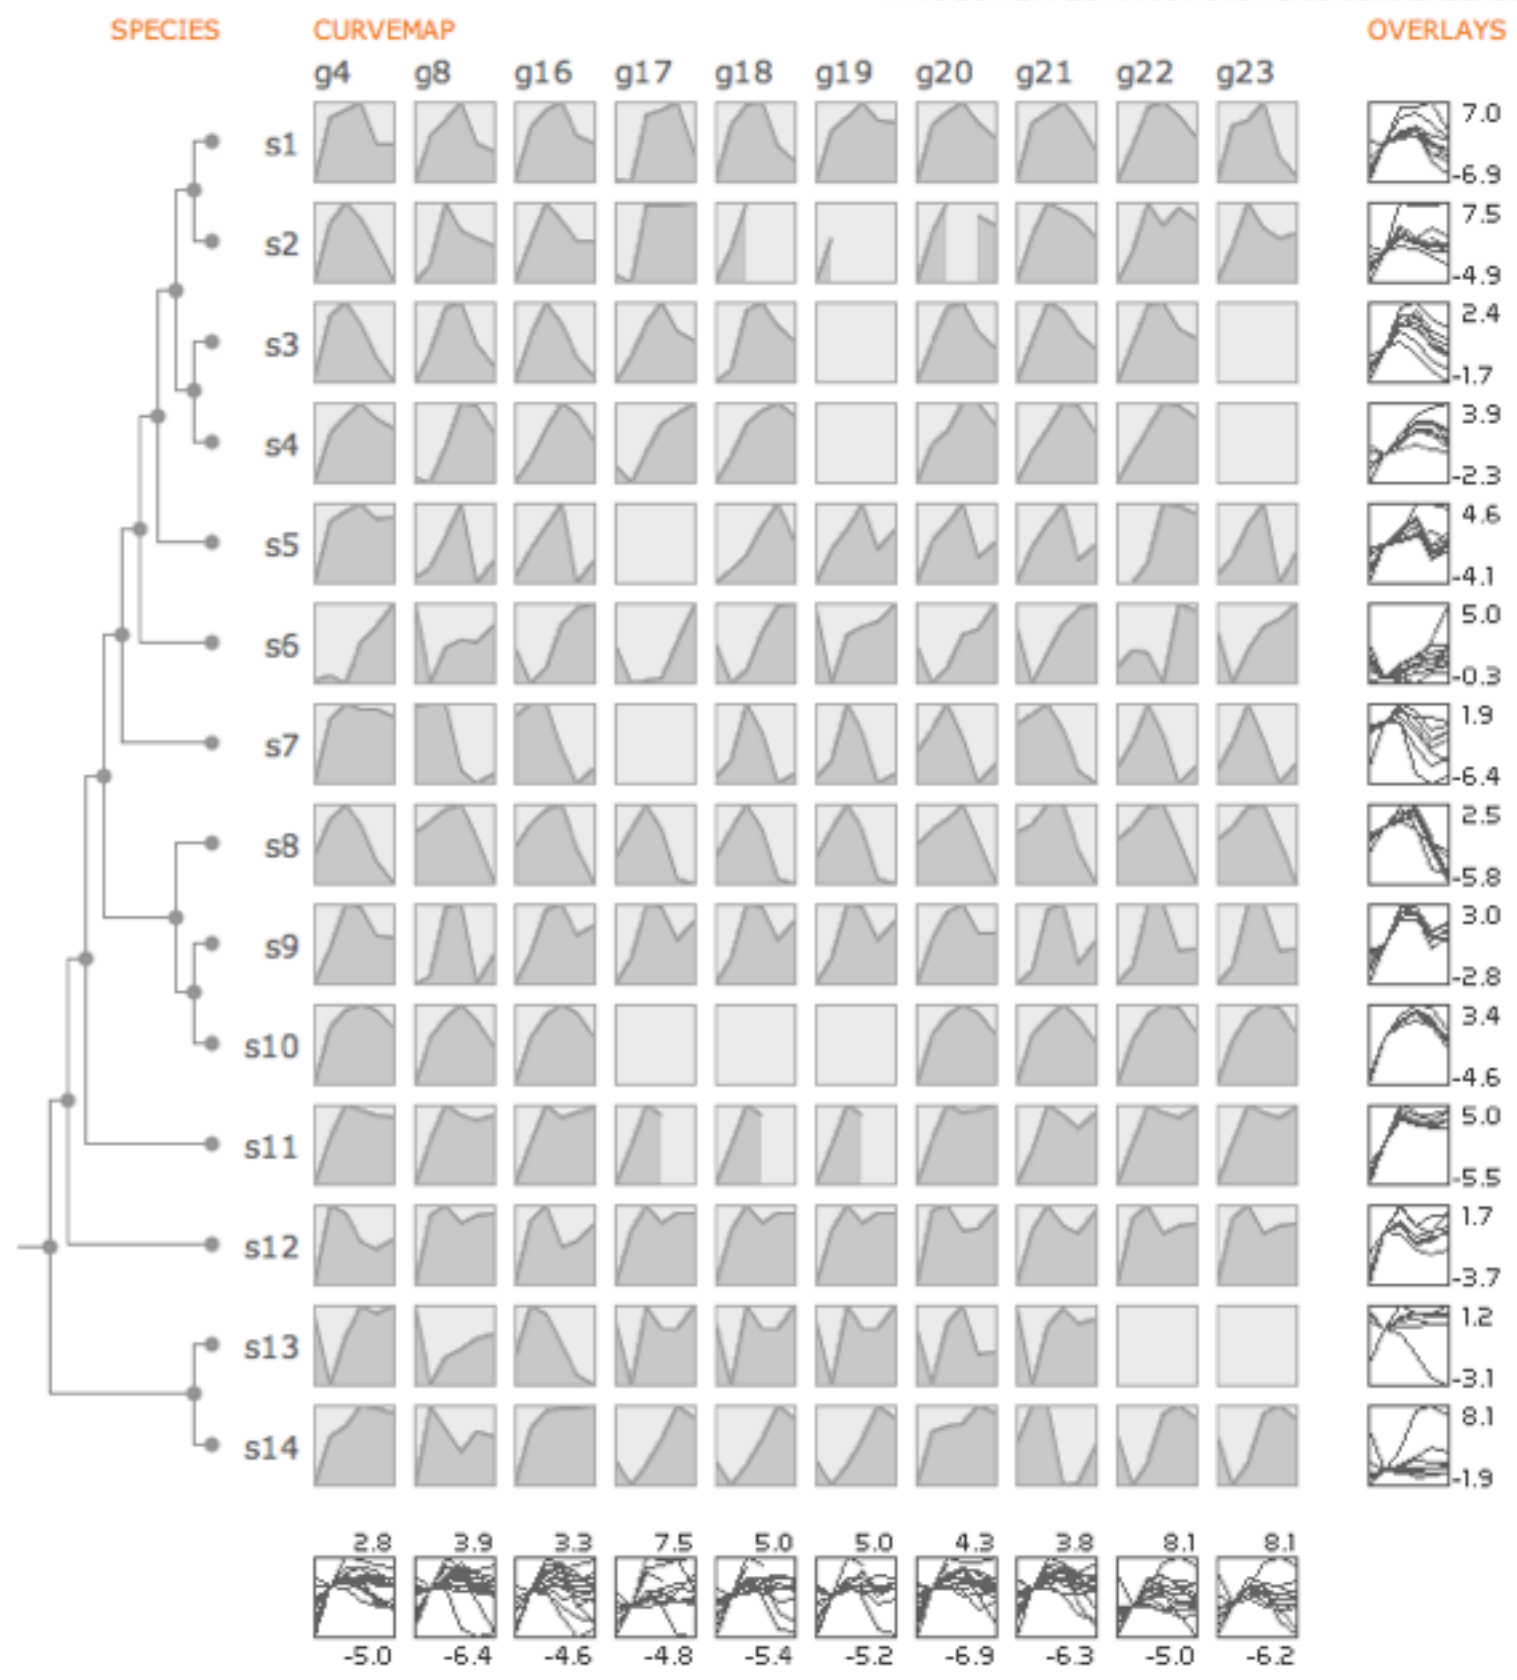 SPECIES CURVEMAP OVERLAYS
g4 g8 g16 g17 g18 g19 g20 g21 g22 g23
s1 7.0
-6.9
s2 7.5
-4.9
s3 2.4
-1.7
s4 3.9
-2.3
s5 4.6
-4.1
s6 5.0
-0.3
s7 1.9
-6.4
s8 2.5
-5.8
s9 3.0
-2.8
s10 3.4
-4.6
s11 5.0
-5.5
s12 1.7
-3.7
s13 1.2
-3.1
s14 8.1
-1.9
2.8 3.9 3.3 7.5 5.0 5.0 4.3 3.8 8.1 8.1
-5.0 -6.4 -4.6 -4.8 -5.4 -5.2 -6.9 -6.3 -5.0 -6.2